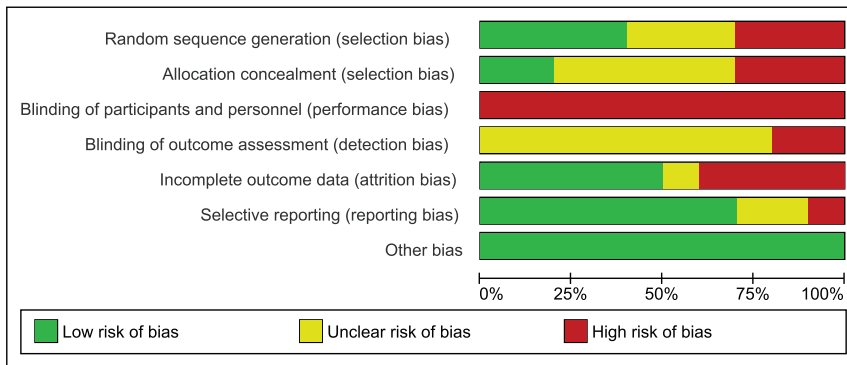 Random sequence generation (selection bias)
Allocation concealment (selection bias)
Blinding of participants and personnel (performance bias)
Blinding of outcome assessment (detection bias)
Incomplete outcome data (attrition bias)
Selective reporting (reporting bias)
Other bias
0% 25% 50% 75% 100%
Low risk of bias Unclear risk of bias High risk of bias